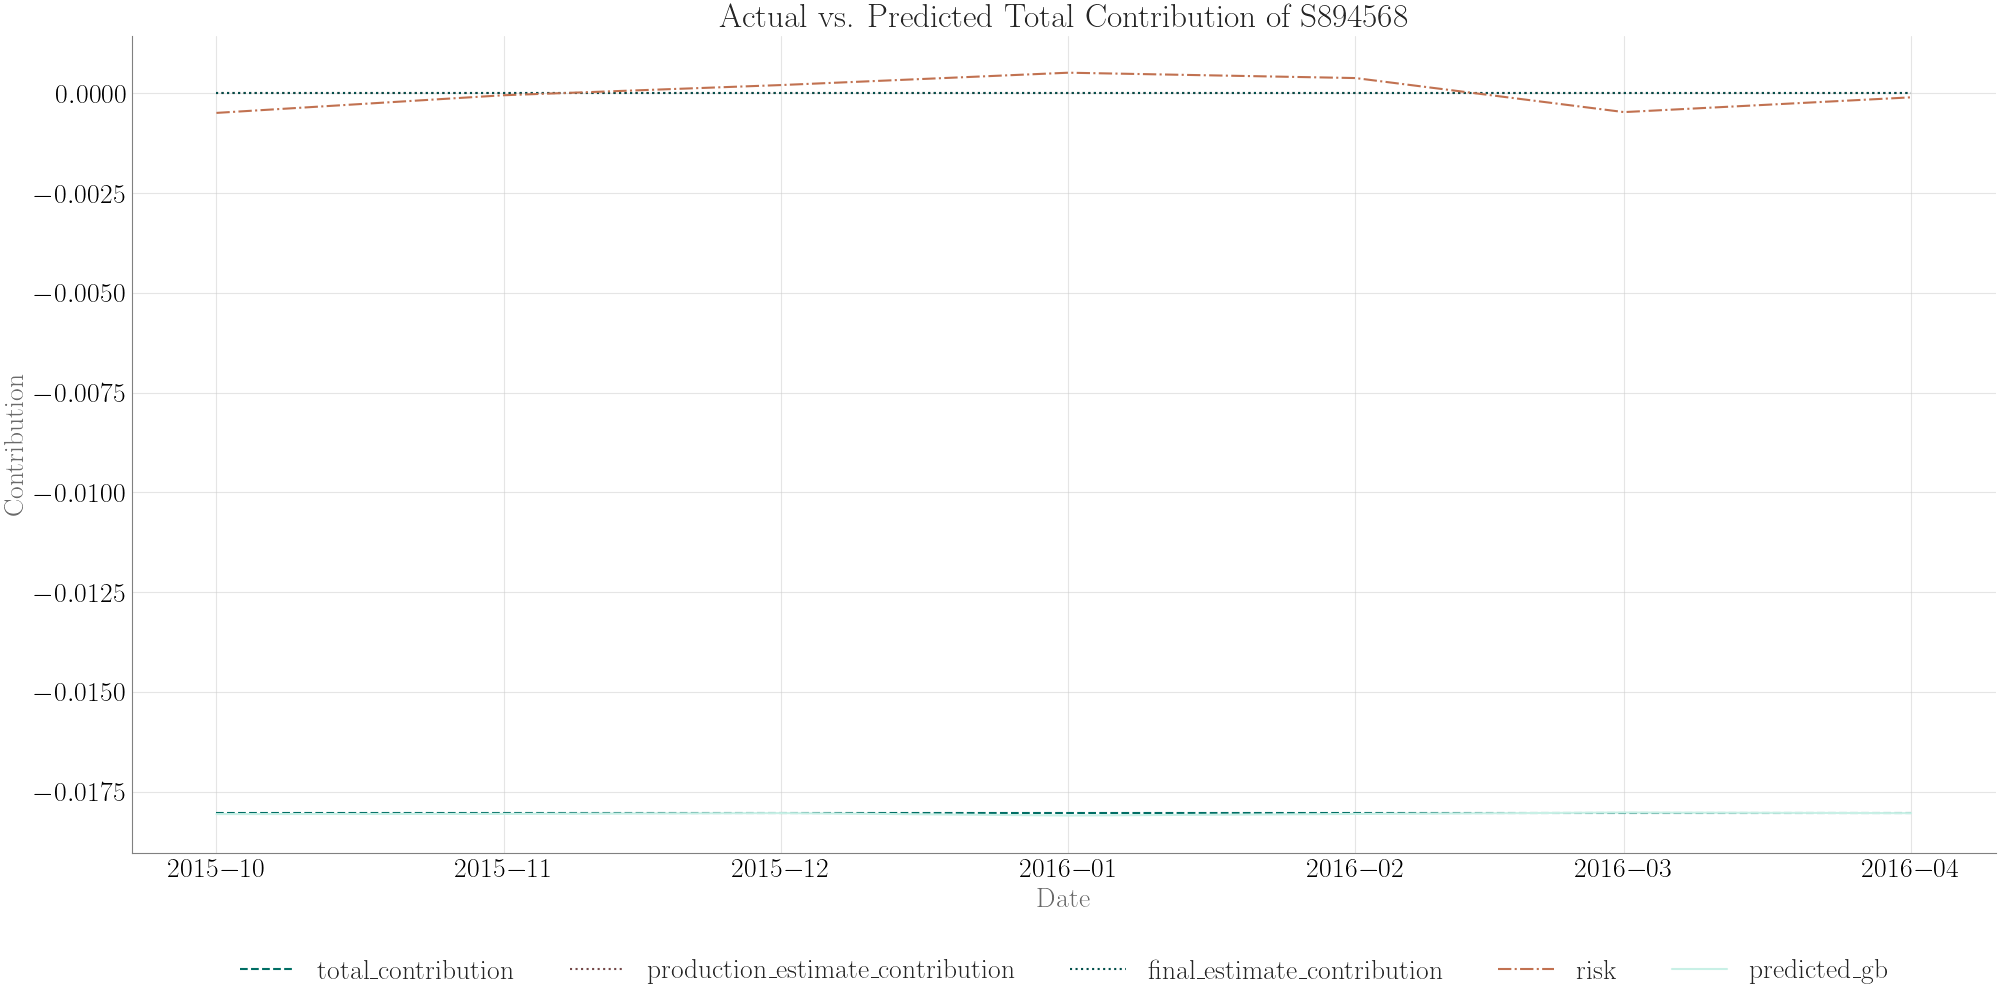 Actual vs. Predicted Total Contribution of S894568
0.0000
−0.0025
−0.0050
−0.0075
−0.0100
−0.0125
−0.0150
−0.0175
Contribution
2015−10 2015−11 2015−12 2016−01 2016−02 2016−03 2016−04
Date
total_contribution production_estimate_contribution final_estimate_contribution risk predicted_gb